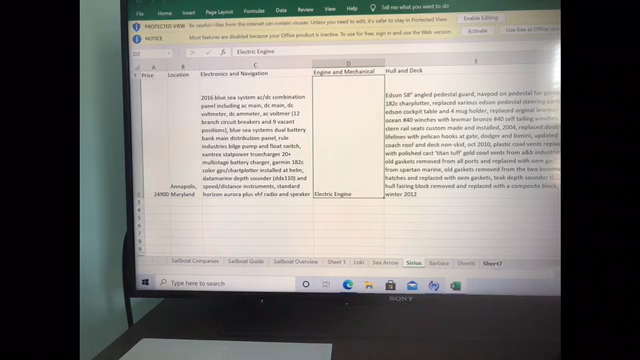 File Home Insert Page Layout Formulas Data Review View Help Tell me what you want to do
PROTECTED VIEW Be careful—files from the Internet can contain viruses. Unless you need to edit, it's safer to stay in Protected View. Enable Editing
NOTICE Most features are disabled because your Office product is inactive. To use for free, sign in and use the Web version. Activate Use free at Office.com
D2 fx Electric Engine
A B C D E
1 Price Location Electronics and Navigation Engine and Mechanical Hull and Deck
2016 blue sea system ac/dc combination
panel including ac main, dc main, dc
voltmeter, dc ammeter, ac voltmer (12
branch circuit breakers and 9 vacant
positions), blue sea systems dual battery
bank main distribution panel, rule
industries bilge pump and float switch,
xantrex statpower truecharger 20+
multistage battery charger, garmin 182c
color gps/chartplotter installed at helm,
datamarine depth sounder (ddx110) and
speed/distance instruments, standard
horizon aurora plus vhf radio and speaker
Annapolis,
Maryland
24900
Electric Engine
Edson 58" angled pedestal guard, navpod on pedestal for
182c charplotter, replaced various edson pedestal steering
edson cockpit table and 4 mug holder, replaced orginal
ocean #40 winches with lewmar bronze #40 self tailing
stern rail seats custom made and installed, 2004, replaced
lifelines with pelican hooks at gate, dodger and bimini, updated
coach roof and deck non-skid, oct 2010, plastic cowl vents
with polished cast 'titan tuff' gold cowl vents from a&b
old gaskets removed from all ports and replaced with oem
from spartan marine, old gaskets removed from the two
hatches and replaced with oem gaskets, teak depth sounder
hull fairing block removed and replaced with a composite block,
winter 2012
Sailboat Companies Sailboat Guide Sailboat Overview Sheet 1 Loki Sea Arrow Sirius Barbara Sheet6 Short7
Type here to search
SONY